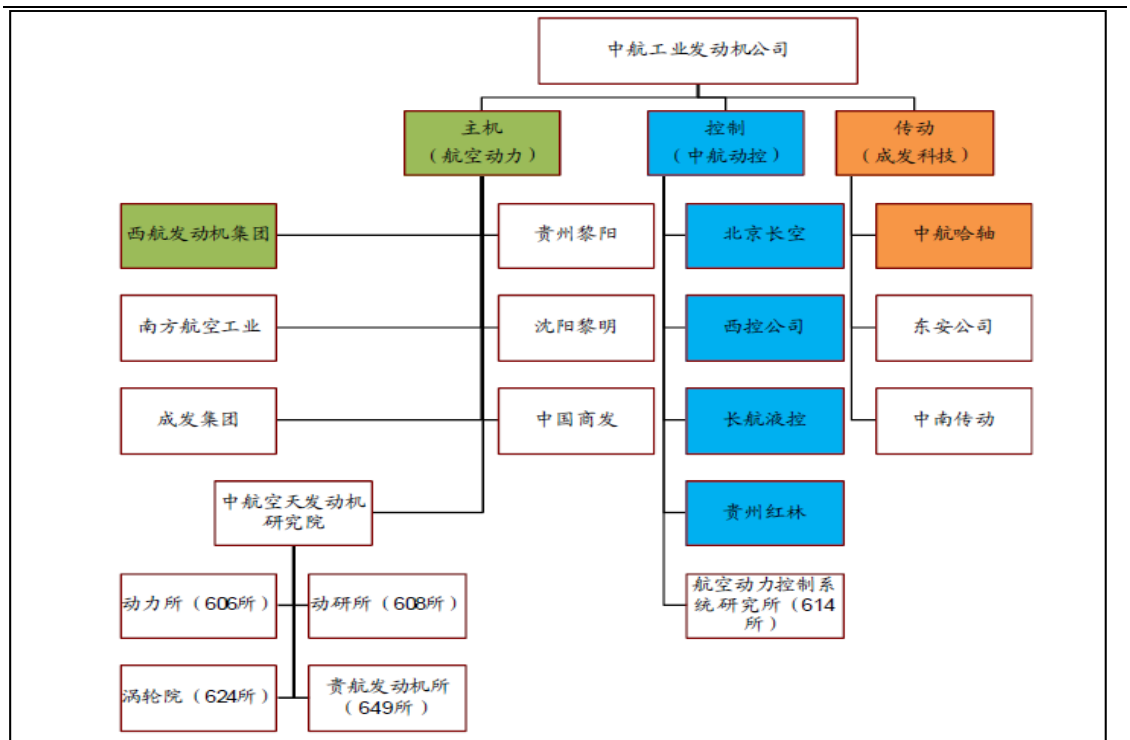 中航工业发动机公司
主机
（航空动力）
控制
（中航动控）
传动
（成发科技）
西航发动机集团
贵州黎阳
北京长空
中航哈轴
南方航空工业
沈阳黎明
西控公司
东安公司
成发集团
中国商发
长航液控
中南传动
中航空天发动机
研究院
贵州红林
动力所（606所）
动研所（608所）
航空动力控制系
统研究所（614
所）
涡轮院（624所）
贵航发动机所
（649所）